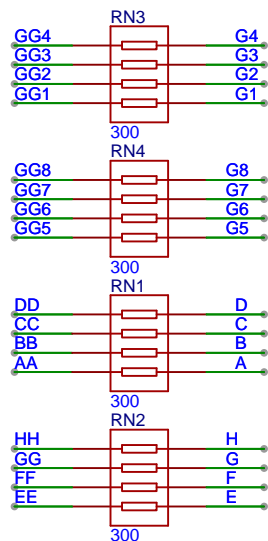 RN3
GG4 G4
GG3 G3
GG2 G2
GG1 G1
300
RN4
GG8 G8
GG7 G7
GG6 G6
GG5 G5
300
RN1
DD D
CC C
BB B
AA A
300
RN2
HH H
GG G
FF F
EE E
300